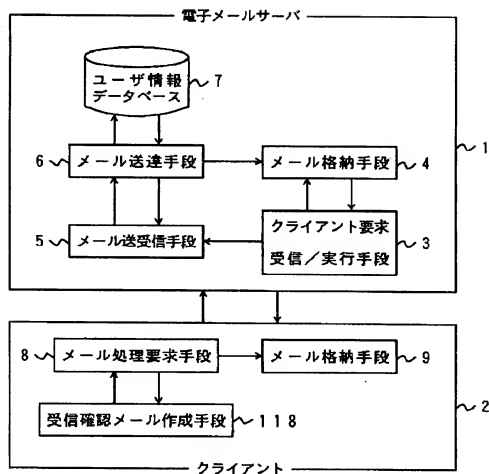 電子メールサーバ
ユーザ情報
データベース
7
6
メール送達手段
メール格納手段
4
1
5
メール送受信手段
クライアント要求
受信／実行手段
3
8
メール処理要求手段
メール格納手段
9
2
受信確認メール作成手段
118
クライアント